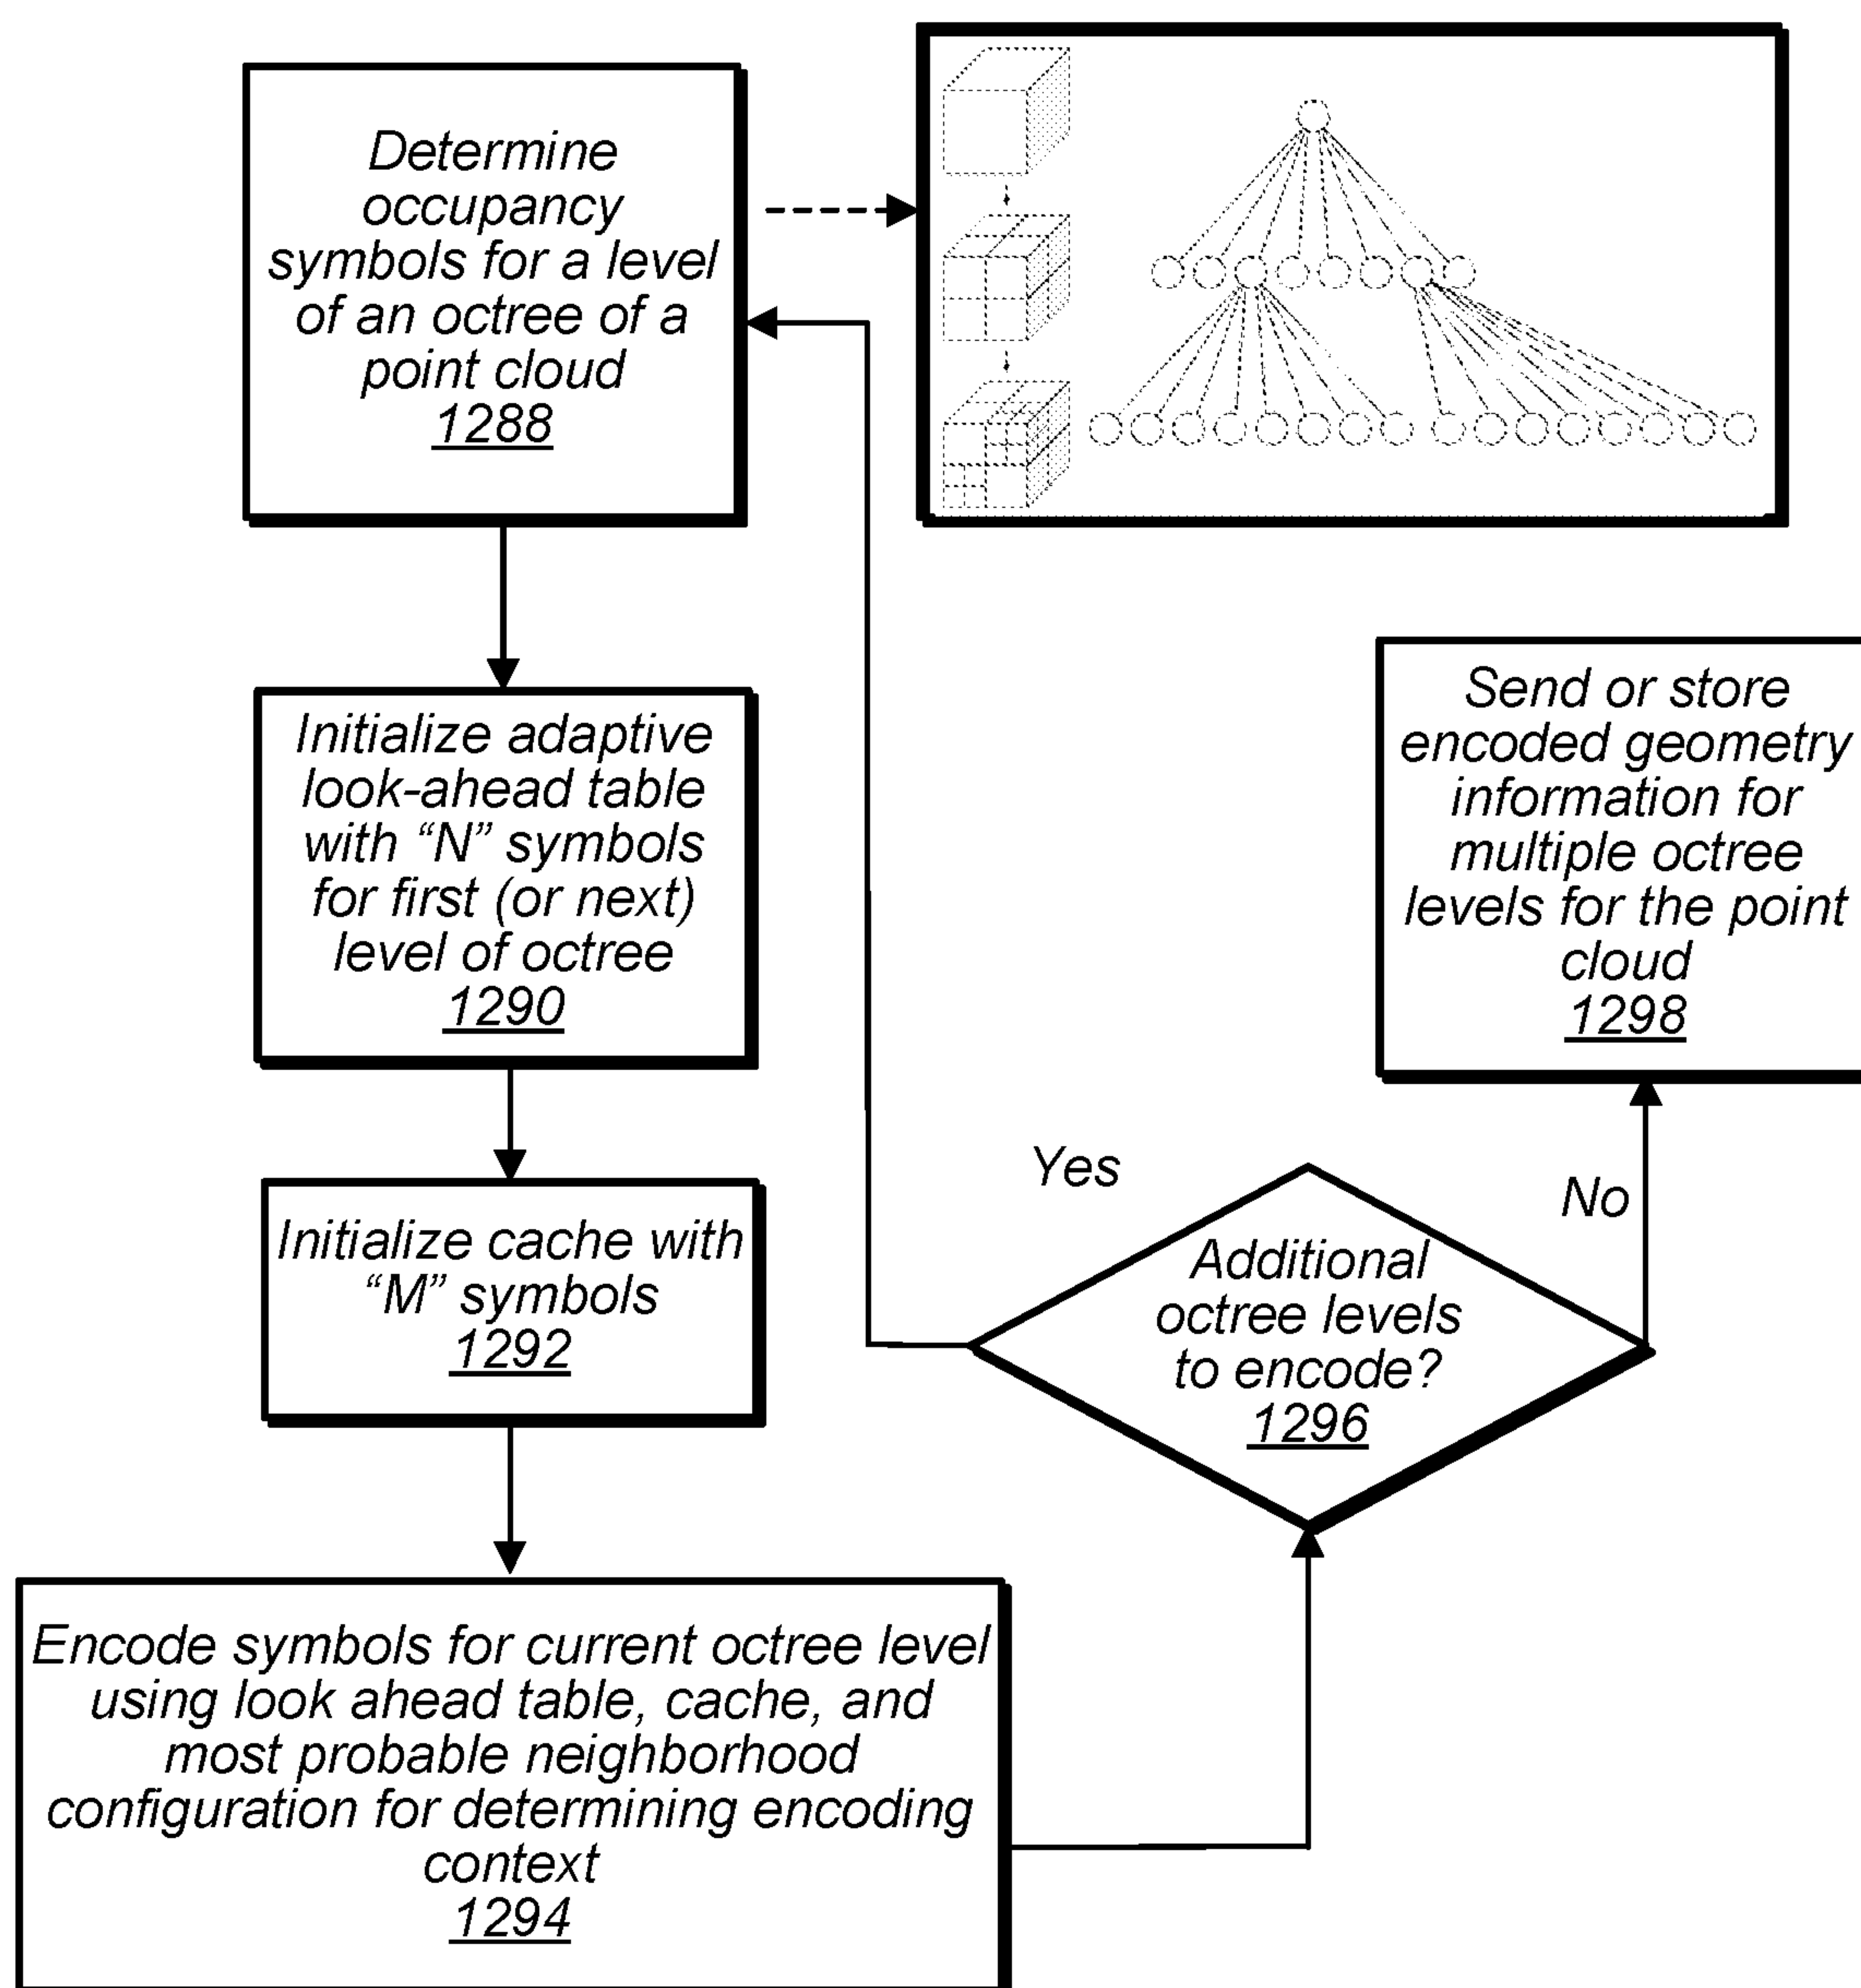 Determine
occupancy
symbols for a level
of an octree of a
point cloud
1288
Initialize adaptive
look-ahead table
with “N” symbols
for first (or next)
level of octree
1290
Initialize cache with
“M” symbols
1292
Encode symbols for current octree level
using look ahead table, cache, and
most probable neighborhood
configuration for determining encoding
context
1294
Yes
Additional
octree levels
to encode?
1296
No
Send or store
encoded geometry
information for
multiple octree
levels for the point
cloud
1298